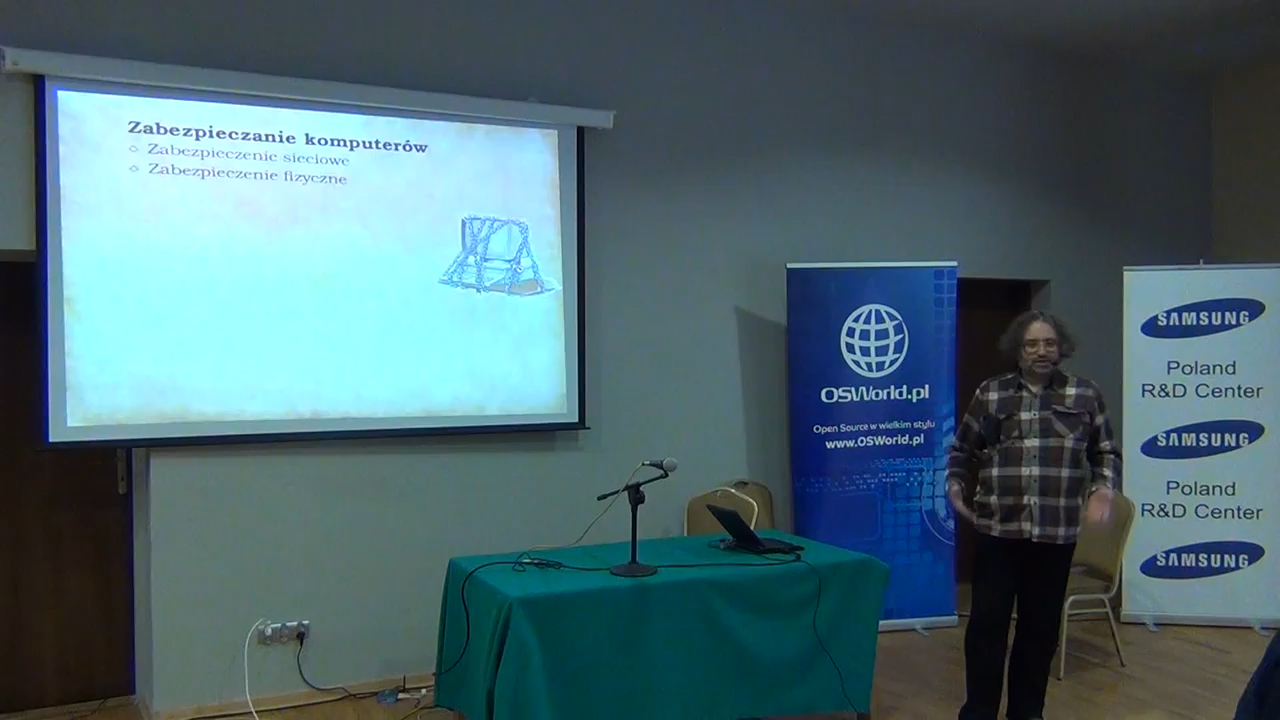 Zabezpieczanie komputerów
Zabezpieczenie sieciowe
Zabezpieczenie fizyczne
OSWorld.pl
Open Source w wielkim stylu
www.OSWorld.pl
SAMSUNG
Poland
R&D Center
SAMSUNG
Poland
R&D Center
SAMSUNG